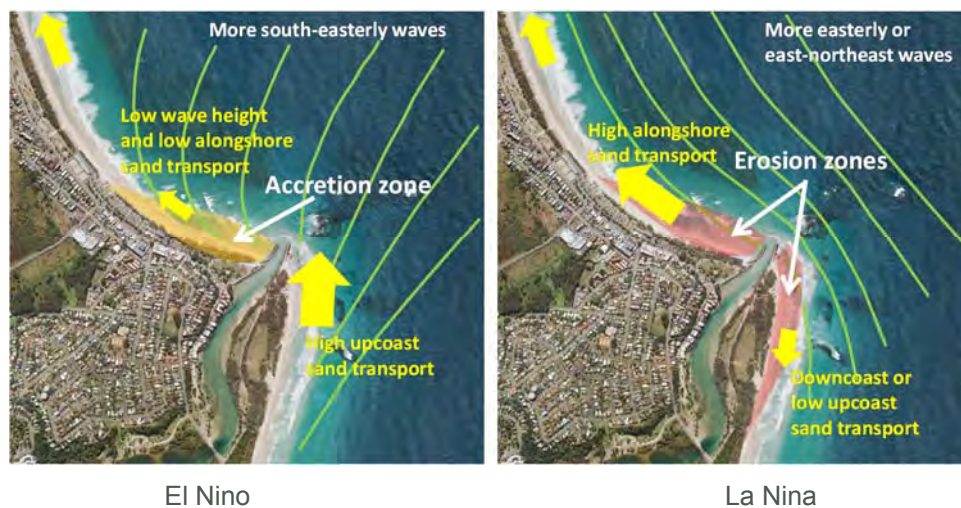 More south-easterly waves
Low wave height
and low alongshore
sand transport
Accretion zone
High upcoast
sand transport
El Nino
More easterly or
east-northeast waves
High alongshore
sand transport
Erosion zones
Downcoast or
low upcoast
sand transport
La Nina